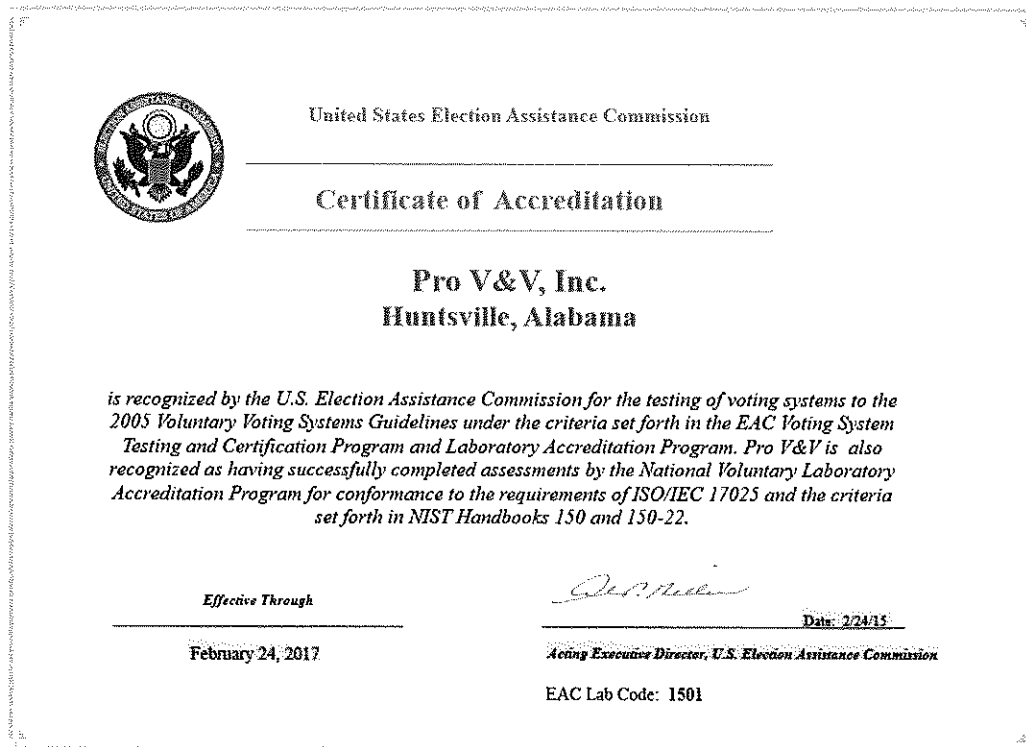 United States Election Assistance Commission
Certificate of Accreditation
Pro V&V, Inc.
Huntsville, Alabama
is recognized by the U.S. Election Assistance Commission for the testing of voting systems to the
2005 Voluntary Voting Systems Guidelines under the criteria set forth in the EAC Voting System
Testing and Certification Program and Laboratory Accreditation Program. Pro V&V is also
recognized as having successfully completed assessments by the National Voluntary Laboratory
Accreditation Program for conformance to the requirements of ISO/IEC 17025 and the criteria
set forth in NIST Handbooks 150 and 150-22.
Effective Through
February 24, 2017
Date: 2/24/15
Acting Executive Director, U.S. Election Assistance Commission
EAC Lab Code: 1501